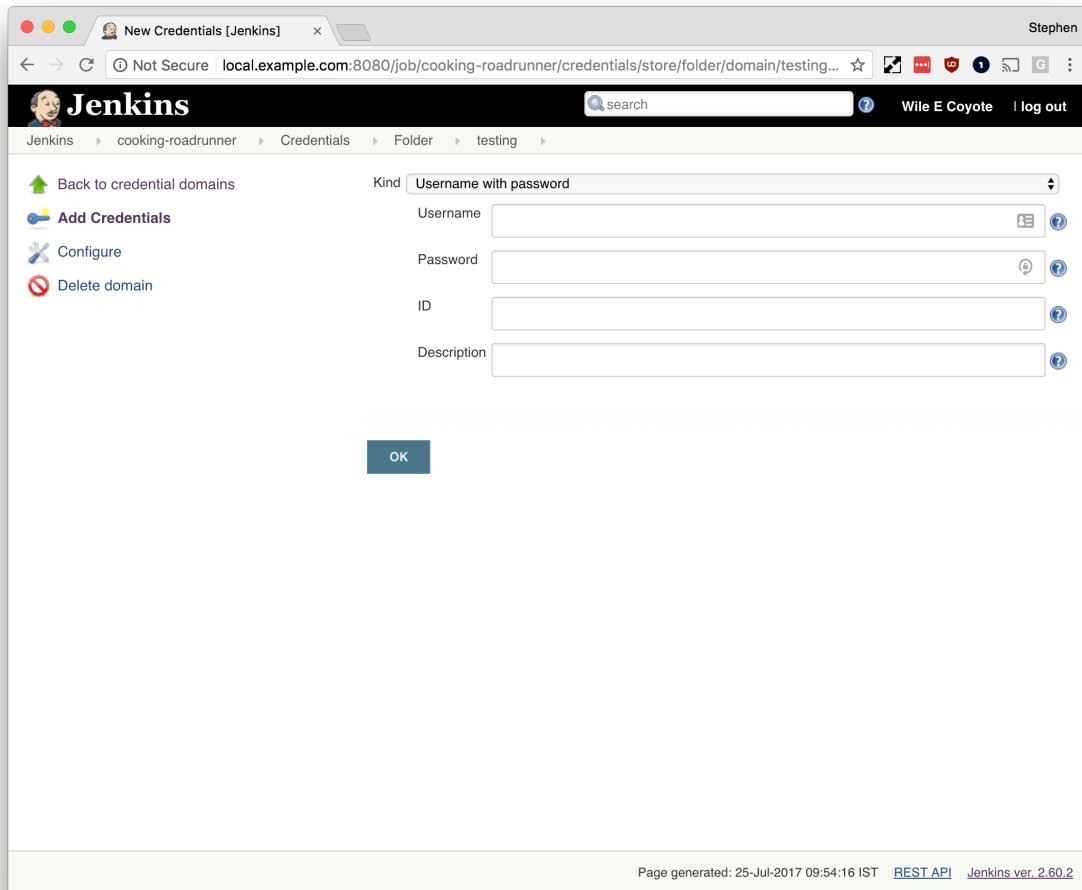 New Credentials [Jenkins]
Stephen
Not Secure local.example.com:8080/job/cooking-roadrunner/credentials/store/folder/domain/testing...
Jenkins
search
Wile E Coyote | log out
Jenkins cooking-roadrunner Credentials Folder testing
Back to credential domains
Add Credentials
Configure
Delete domain
Kind Username with password
Username
Password
ID
Description
OK
Page generated: 25-Jul-2017 09:54:16 IST REST API Jenkins ver. 2.60.2